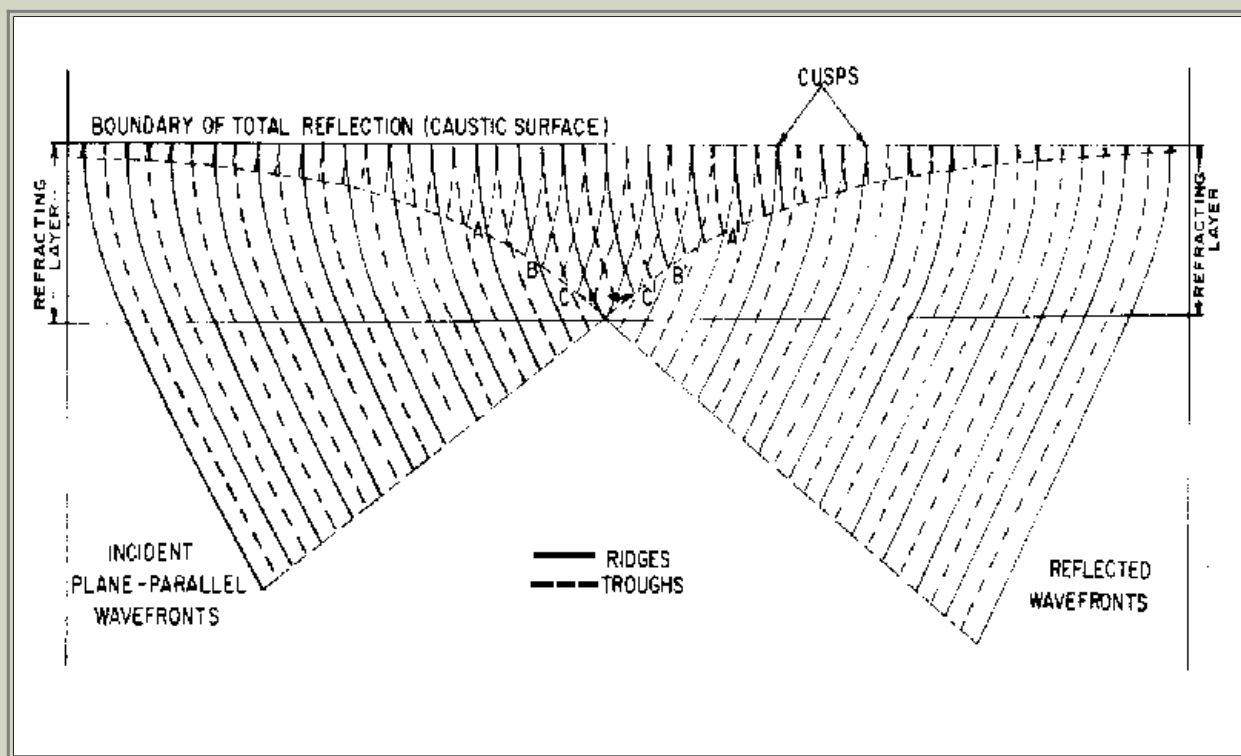 CUSPS
BOUNDARY OF TOTAL REFLECTION (CAUSTIC SURFACE)
REFRACTING
LAYER
REFRACTING
LAYER
A
A'
B
B'
C
C'
INCIDENT
PLANE-PARALLEL
WAVEFRONTS
RIDGES
TROUGHS
REFLECTED
WAVEFRONTS